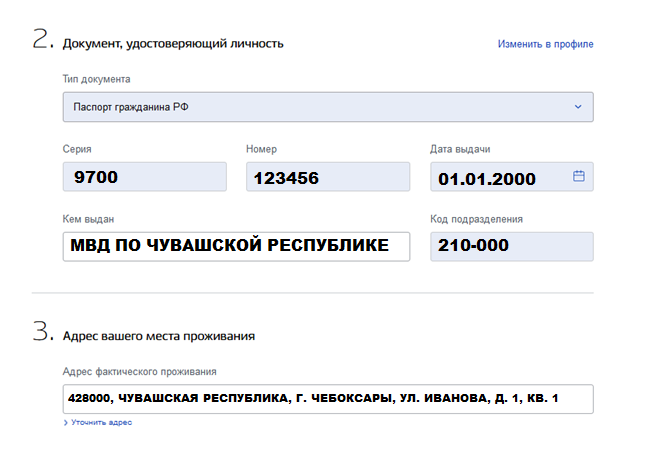 2. Документ, удостоверяющий личность Изменить в профиле
Тип документа
Паспорт гражданина РФ
Серия Номер Дата выдачи
9700 123456 01.01.2000
Кем выдан Код подразделения
МВД ПО ЧУВАШСКОЙ РЕСПУБЛИКЕ 210-000
3. Адрес вашего места проживания
Адрес фактического проживания
428000, ЧУВАШСКАЯ РЕСПУБЛИКА, Г. ЧЕБОКСАРЫ, УЛ. ИВАНОВА, Д. 1, КВ. 1
Уточнить адрес